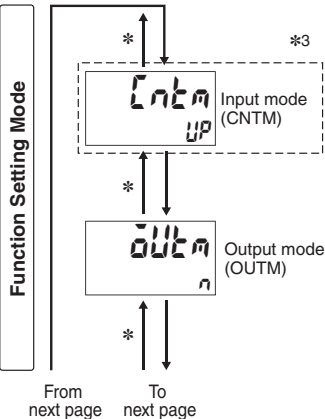 Function Setting Mode
*
*3
Cntm
UP
Input mode
(CNTM)
*
oUtm
n
Output mode
(OUTM)
*
From
next page
To
next page